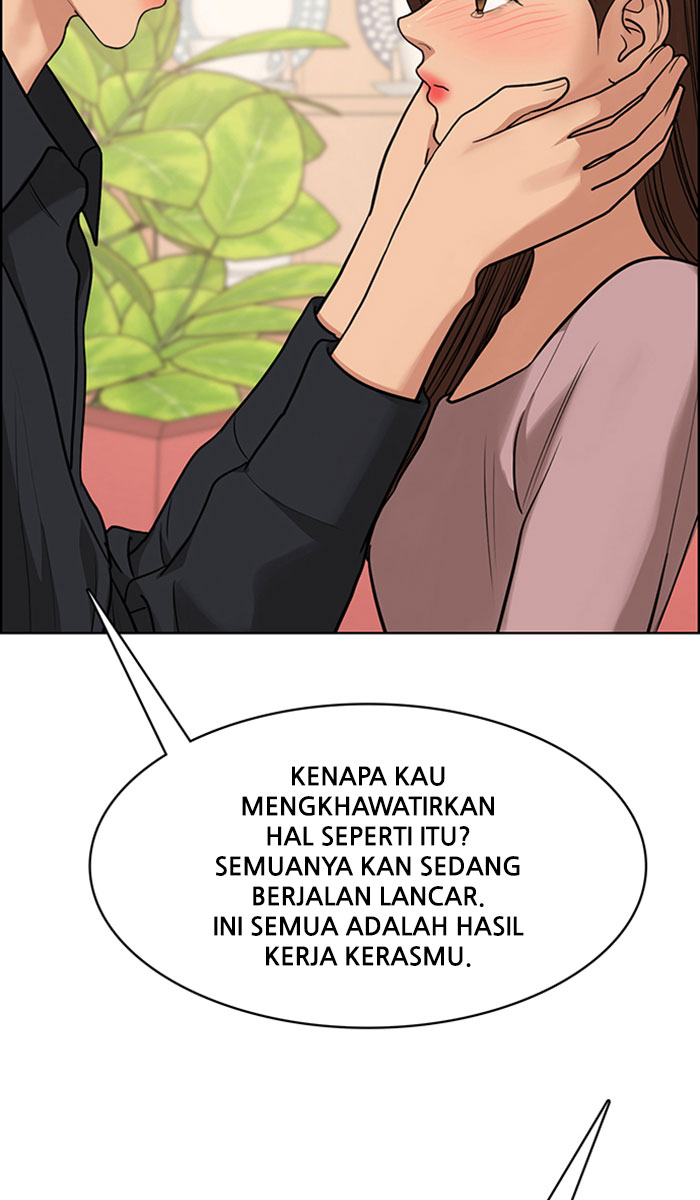 KENAPA KAU
MENGKHAWATIRKAN
HAL SEPERTI ITU?
SEMUANYA KAN SEDANG
BERJALAN LANCAR.
INI SEMUA ADALAH HASIL
KERJA KERASMU.